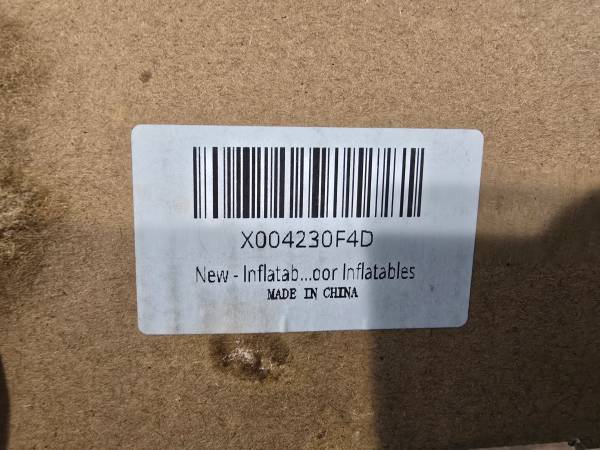 X004230F4D
New - Inflatab...oor Inflatables
MADE IN CHINA